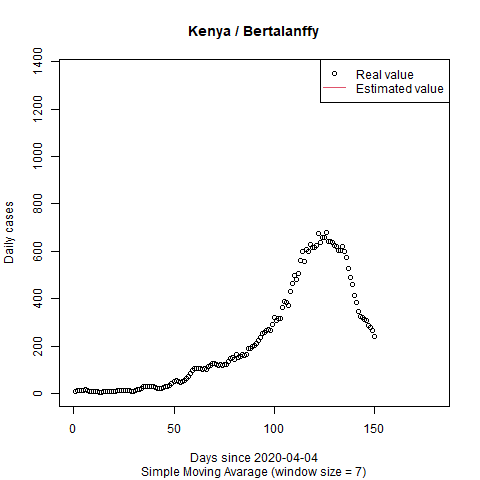 Kenya / Bertalanffy
Real value
Estimated value
Daily cases
1400
1200
1000
800
600
400
200
0
0 50 100 150
Days since 2020-04-04
Simple Moving Avarage (window size = 7)